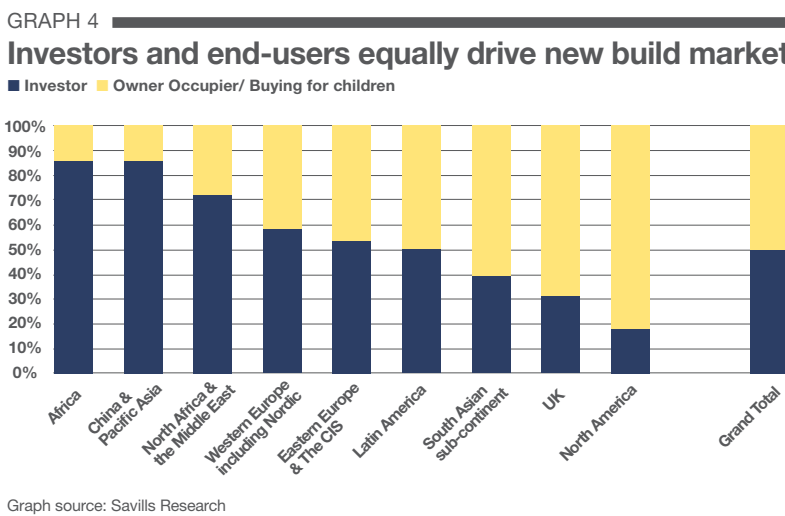 GRAPH 4
Investors and end-users equally drive new build market
Investor Owner Occupier/ Buying for children
100%
90%
80%
70%
60%
50%
40%
30%
20%
10%
0%
Africa
China &
Pacific Asia
North Africa &
the Middle East
Western Europe
including Nordic
Eastern Europe
& The CIS
Latin America
South Asian
sub-continent
UK
North America
Grand Total
Graph source: Savills Research